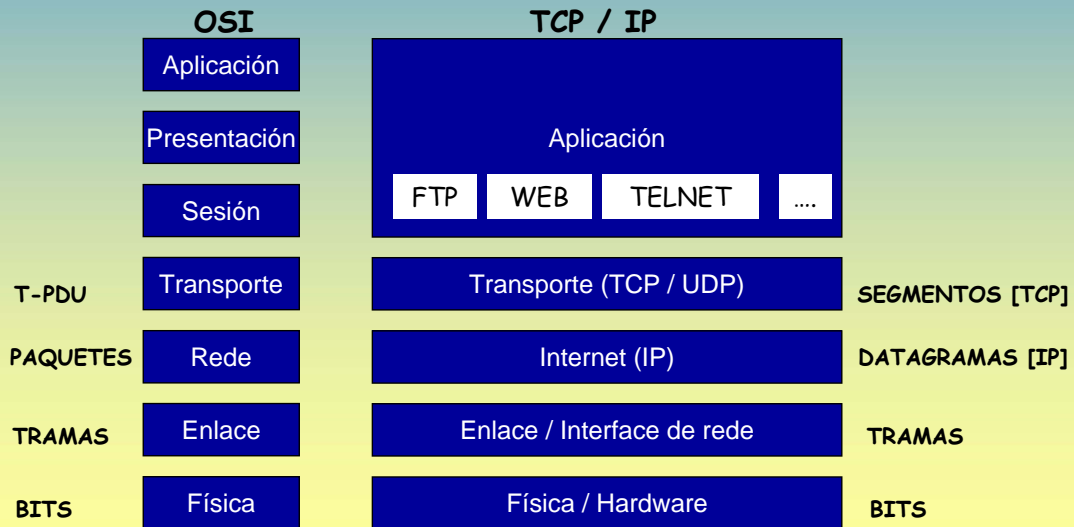 OSI
TCP / IP
Aplicación
Presentación
Aplicación
FTP
WEB
TELNET
....
Sesión
T-PDU
Transporte
Transporte (TCP / UDP)
SEGMENTOS [TCP]
PAQUETES
Rede
Internet (IP)
DATAGRAMAS [IP]
TRAMAS
Enlace
Enlace / Interface de rede
TRAMAS
BITS
Física
Física / Hardware
BITS